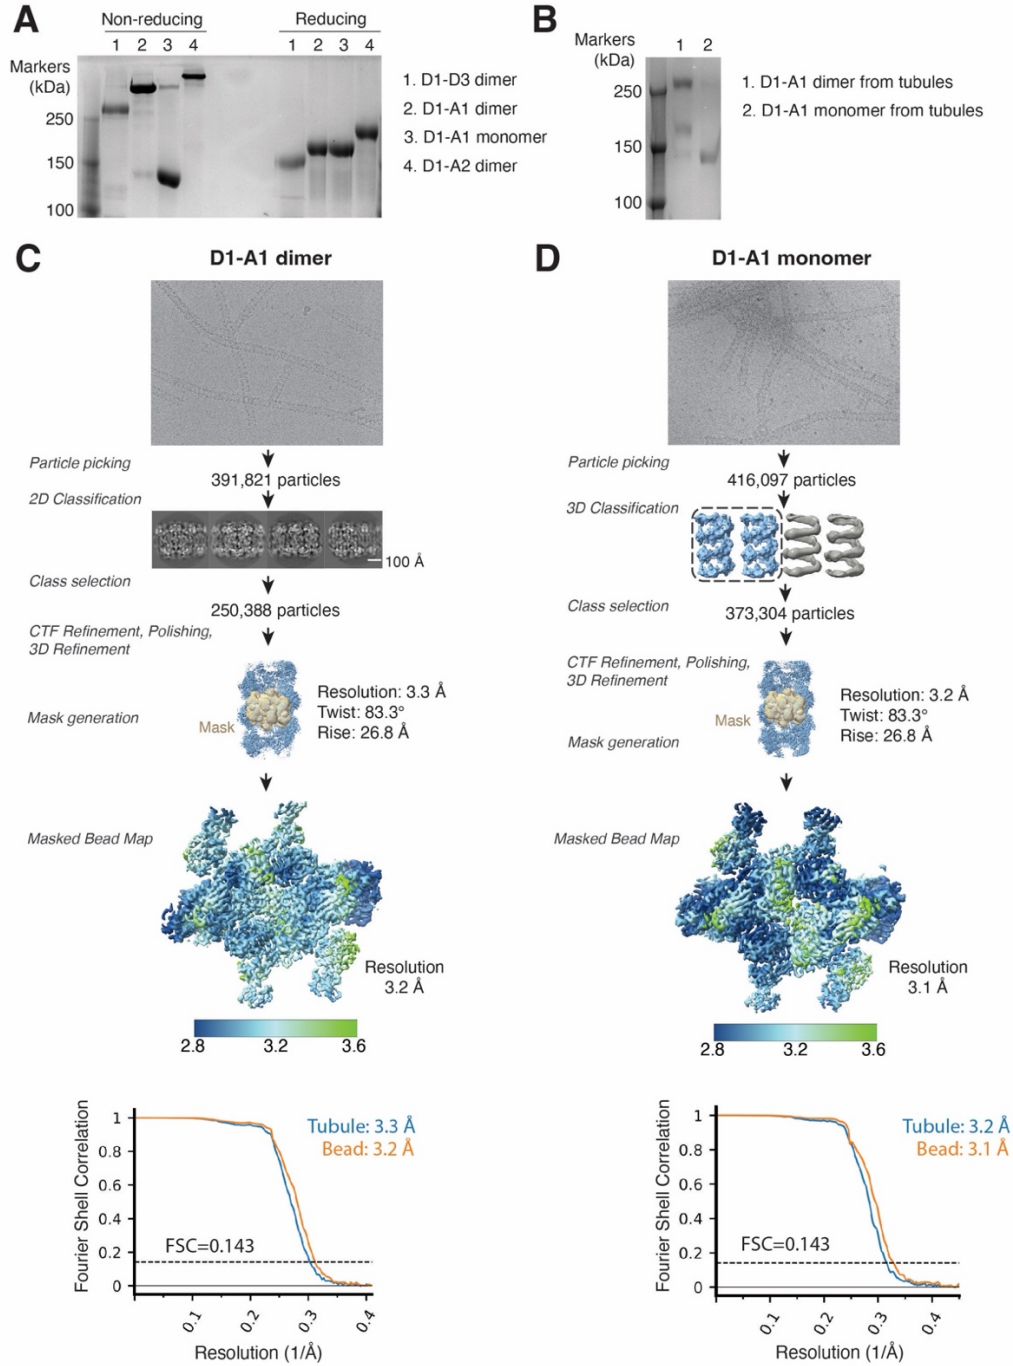 A
Non-reducing
Reducing
1 2 3 4
1 2 3 4
Markers
(kDa)
250
150
100
1. D1-D3 dimer
2. D1-A1 dimer
3. D1-A1 monomer
4. D1-A2 dimer
B
Markers
(kDa)
1 2
250
150
100
1. D1-A1 dimer from tubules
2. D1-A1 monomer from tubules
C
D1-A1 dimer
Particle picking
391,821 particles
2D Classification
100 Å
Class selection
250,388 particles
CTF Refinement, Polishing,
3D Refinement
Mask generation
Mask
Resolution: 3.3 Å
Twist: 83.3°
Rise: 26.8 Å
Masked Bead Map
Resolution
3.2 Å
2.8 3.2 3.6
Fourier Shell Correlation
1
0.8
0.6
0.4
0.2
0
Tubule: 3.3 Å
Bead: 3.2 Å
FSC=0.143
0.1 0.2 0.3 0.4
Resolution (1/Å)
D
D1-A1 monomer
Particle picking
416,097 particles
3D Classification
Class selection
373,304 particles
CTF Refinement, Polishing,
3D Refinement
Mask
Mask generation
Resolution: 3.2 Å
Twist: 83.3°
Rise: 26.8 Å
Masked Bead Map
Resolution
3.1 Å
2.8 3.2 3.6
Fourier Shell Correlation
1
0.8
0.6
0.4
0.2
0
Tubule: 3.2 Å
Bead: 3.1 Å
FSC=0.143
0.1 0.2 0.3 0.4
Resolution (1/Å)